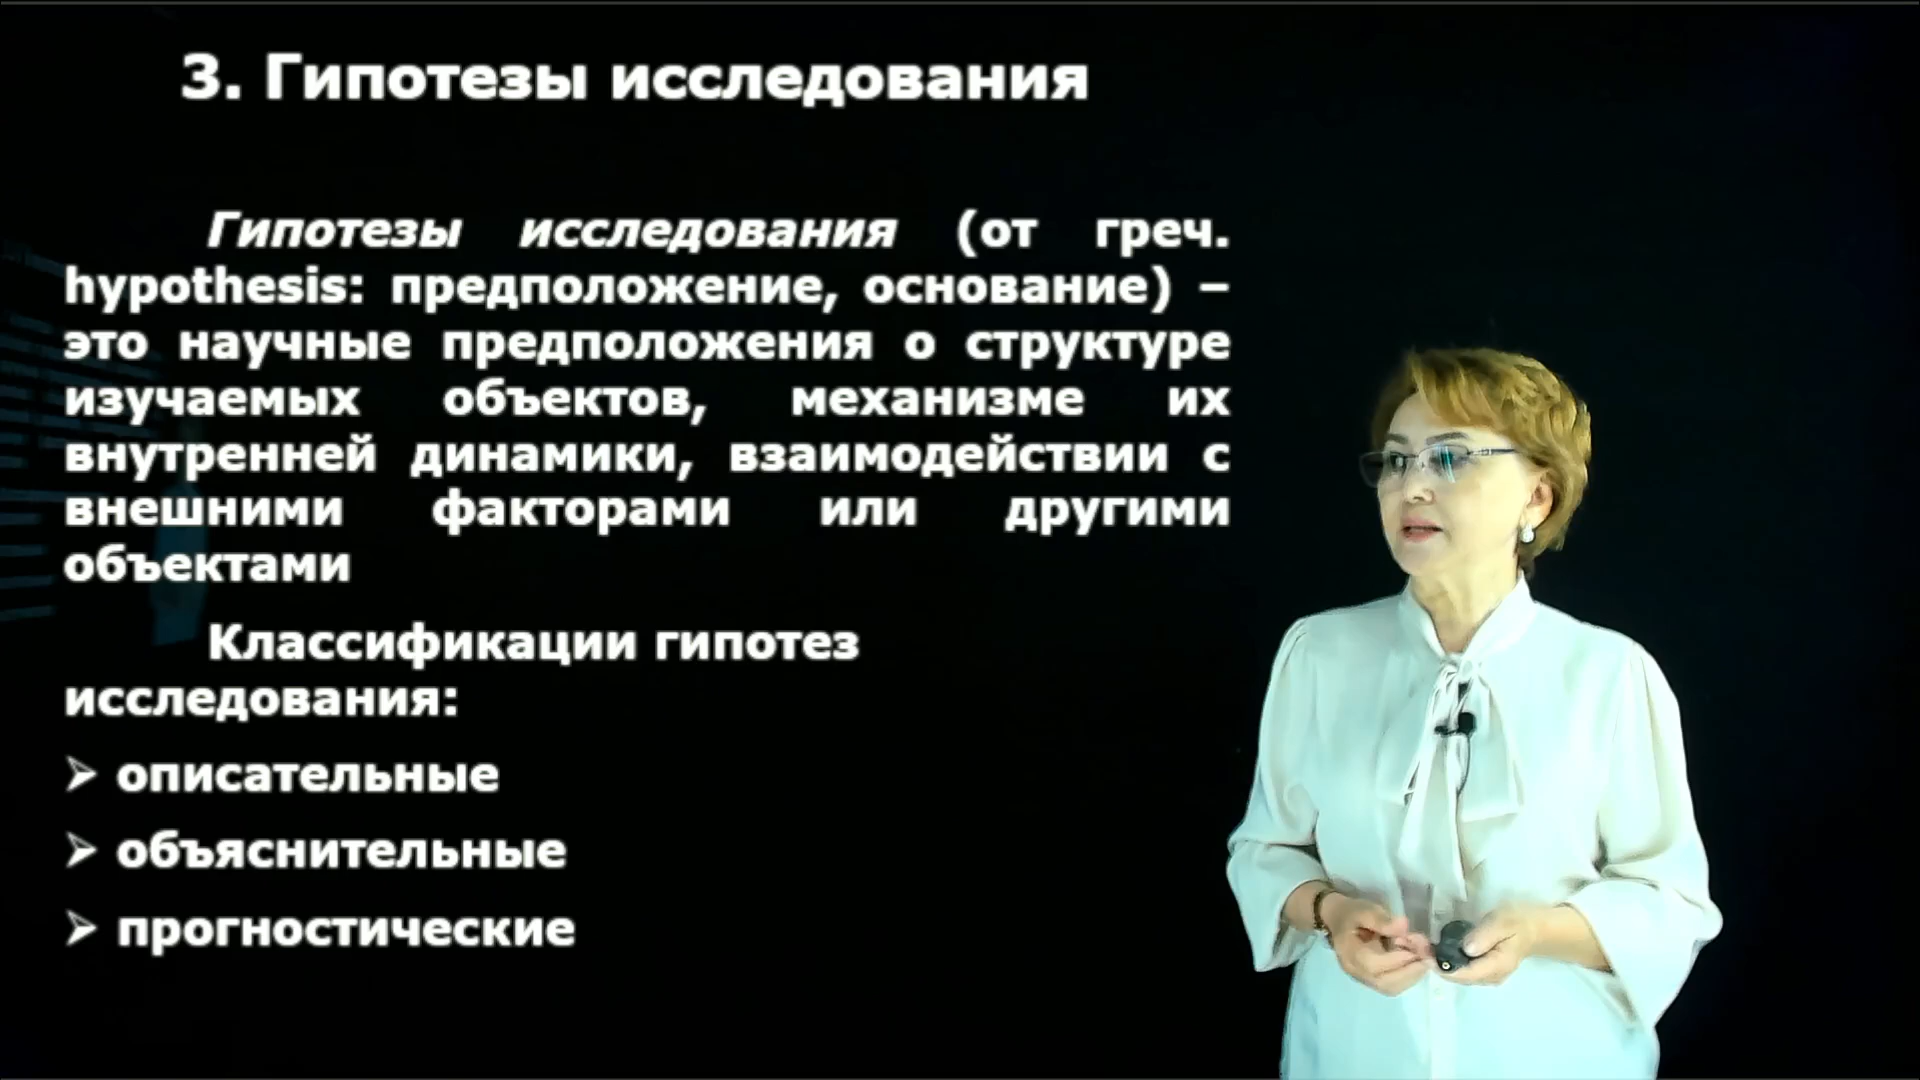 3. Гипотезы исследования
Гипотезы исследования (от греч.
hypothesis: предположение, основание) –
это научные предположения о структуре
изучаемых объектов, механизме их
внутренней динамики, взаимодействии с
внешними факторами или другими
объектами
Классификации гипотез
исследования:
➢ описательные
➢ объяснительные
➢ прогностические